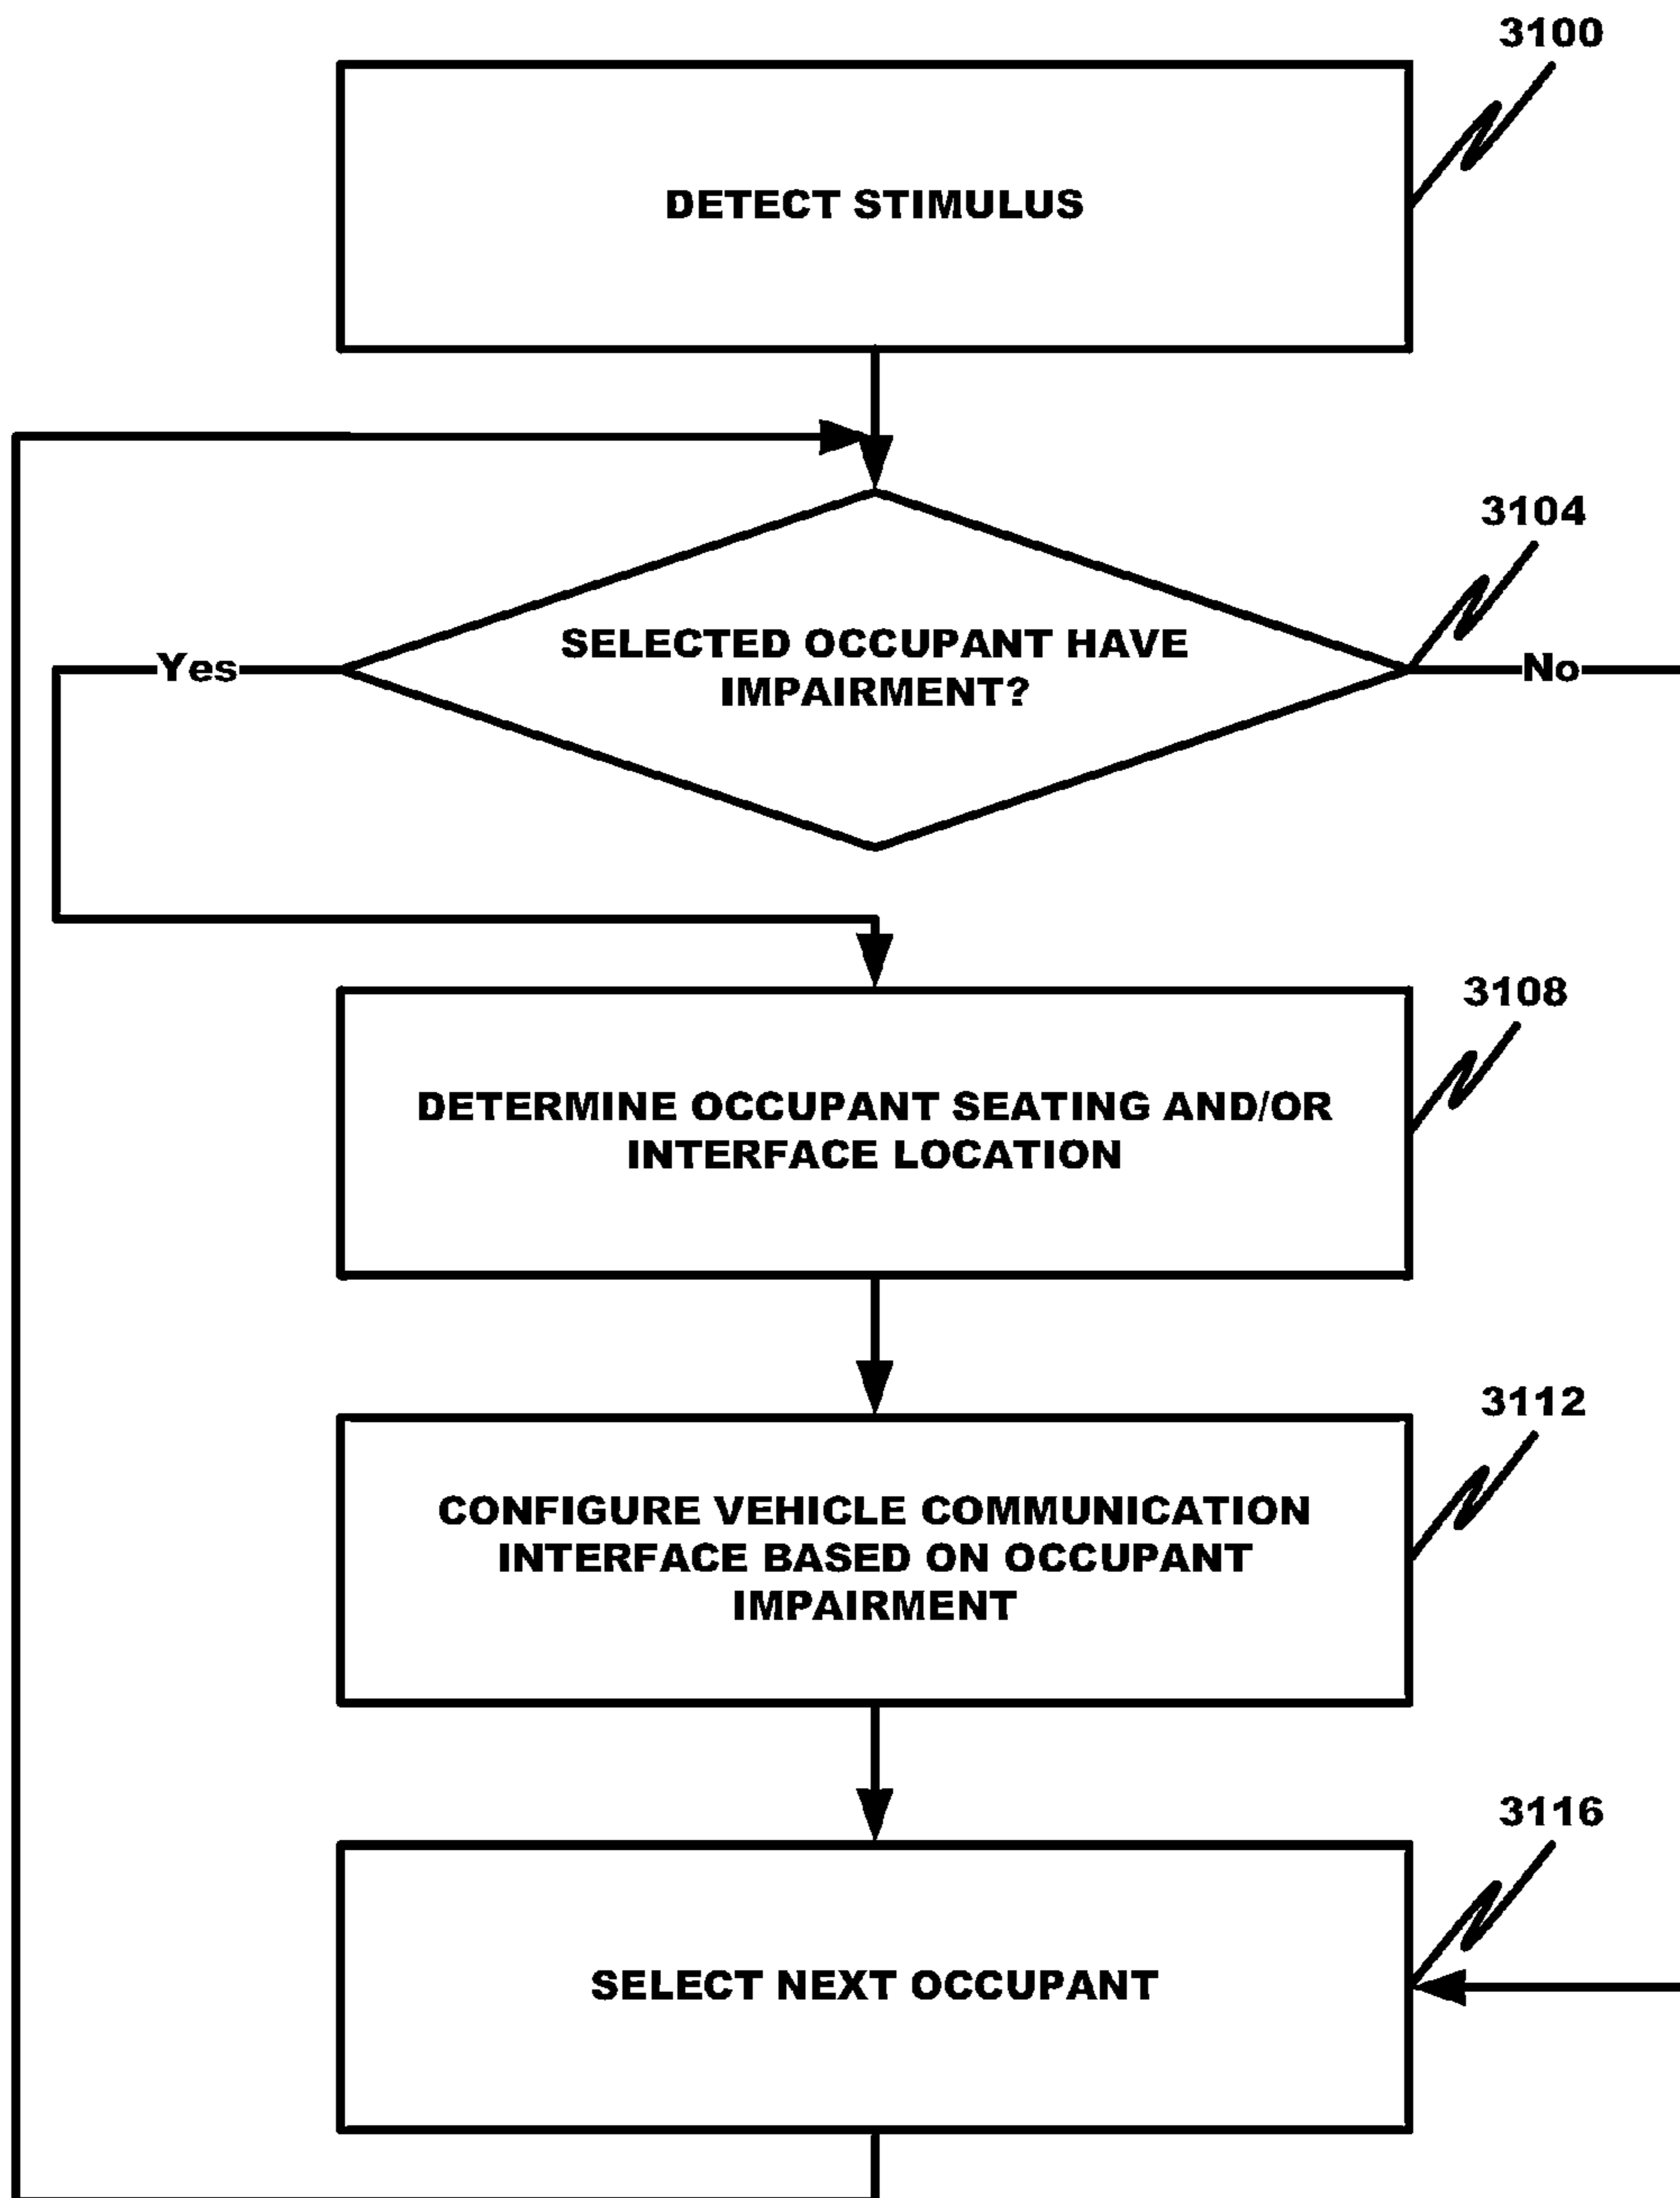 3100
DETECT STIMULUS
3104
SELECTED OCCUPANT HAVE
IMPAIRMENT?
Yes
No
3108
DETERMINE OCCUPANT SEATING AND/OR
INTERFACE LOCATION
3112
CONFIGURE VEHICLE COMMUNICATION
INTERFACE BASED ON OCCUPANT
IMPAIRMENT
3116
SELECT NEXT OCCUPANT